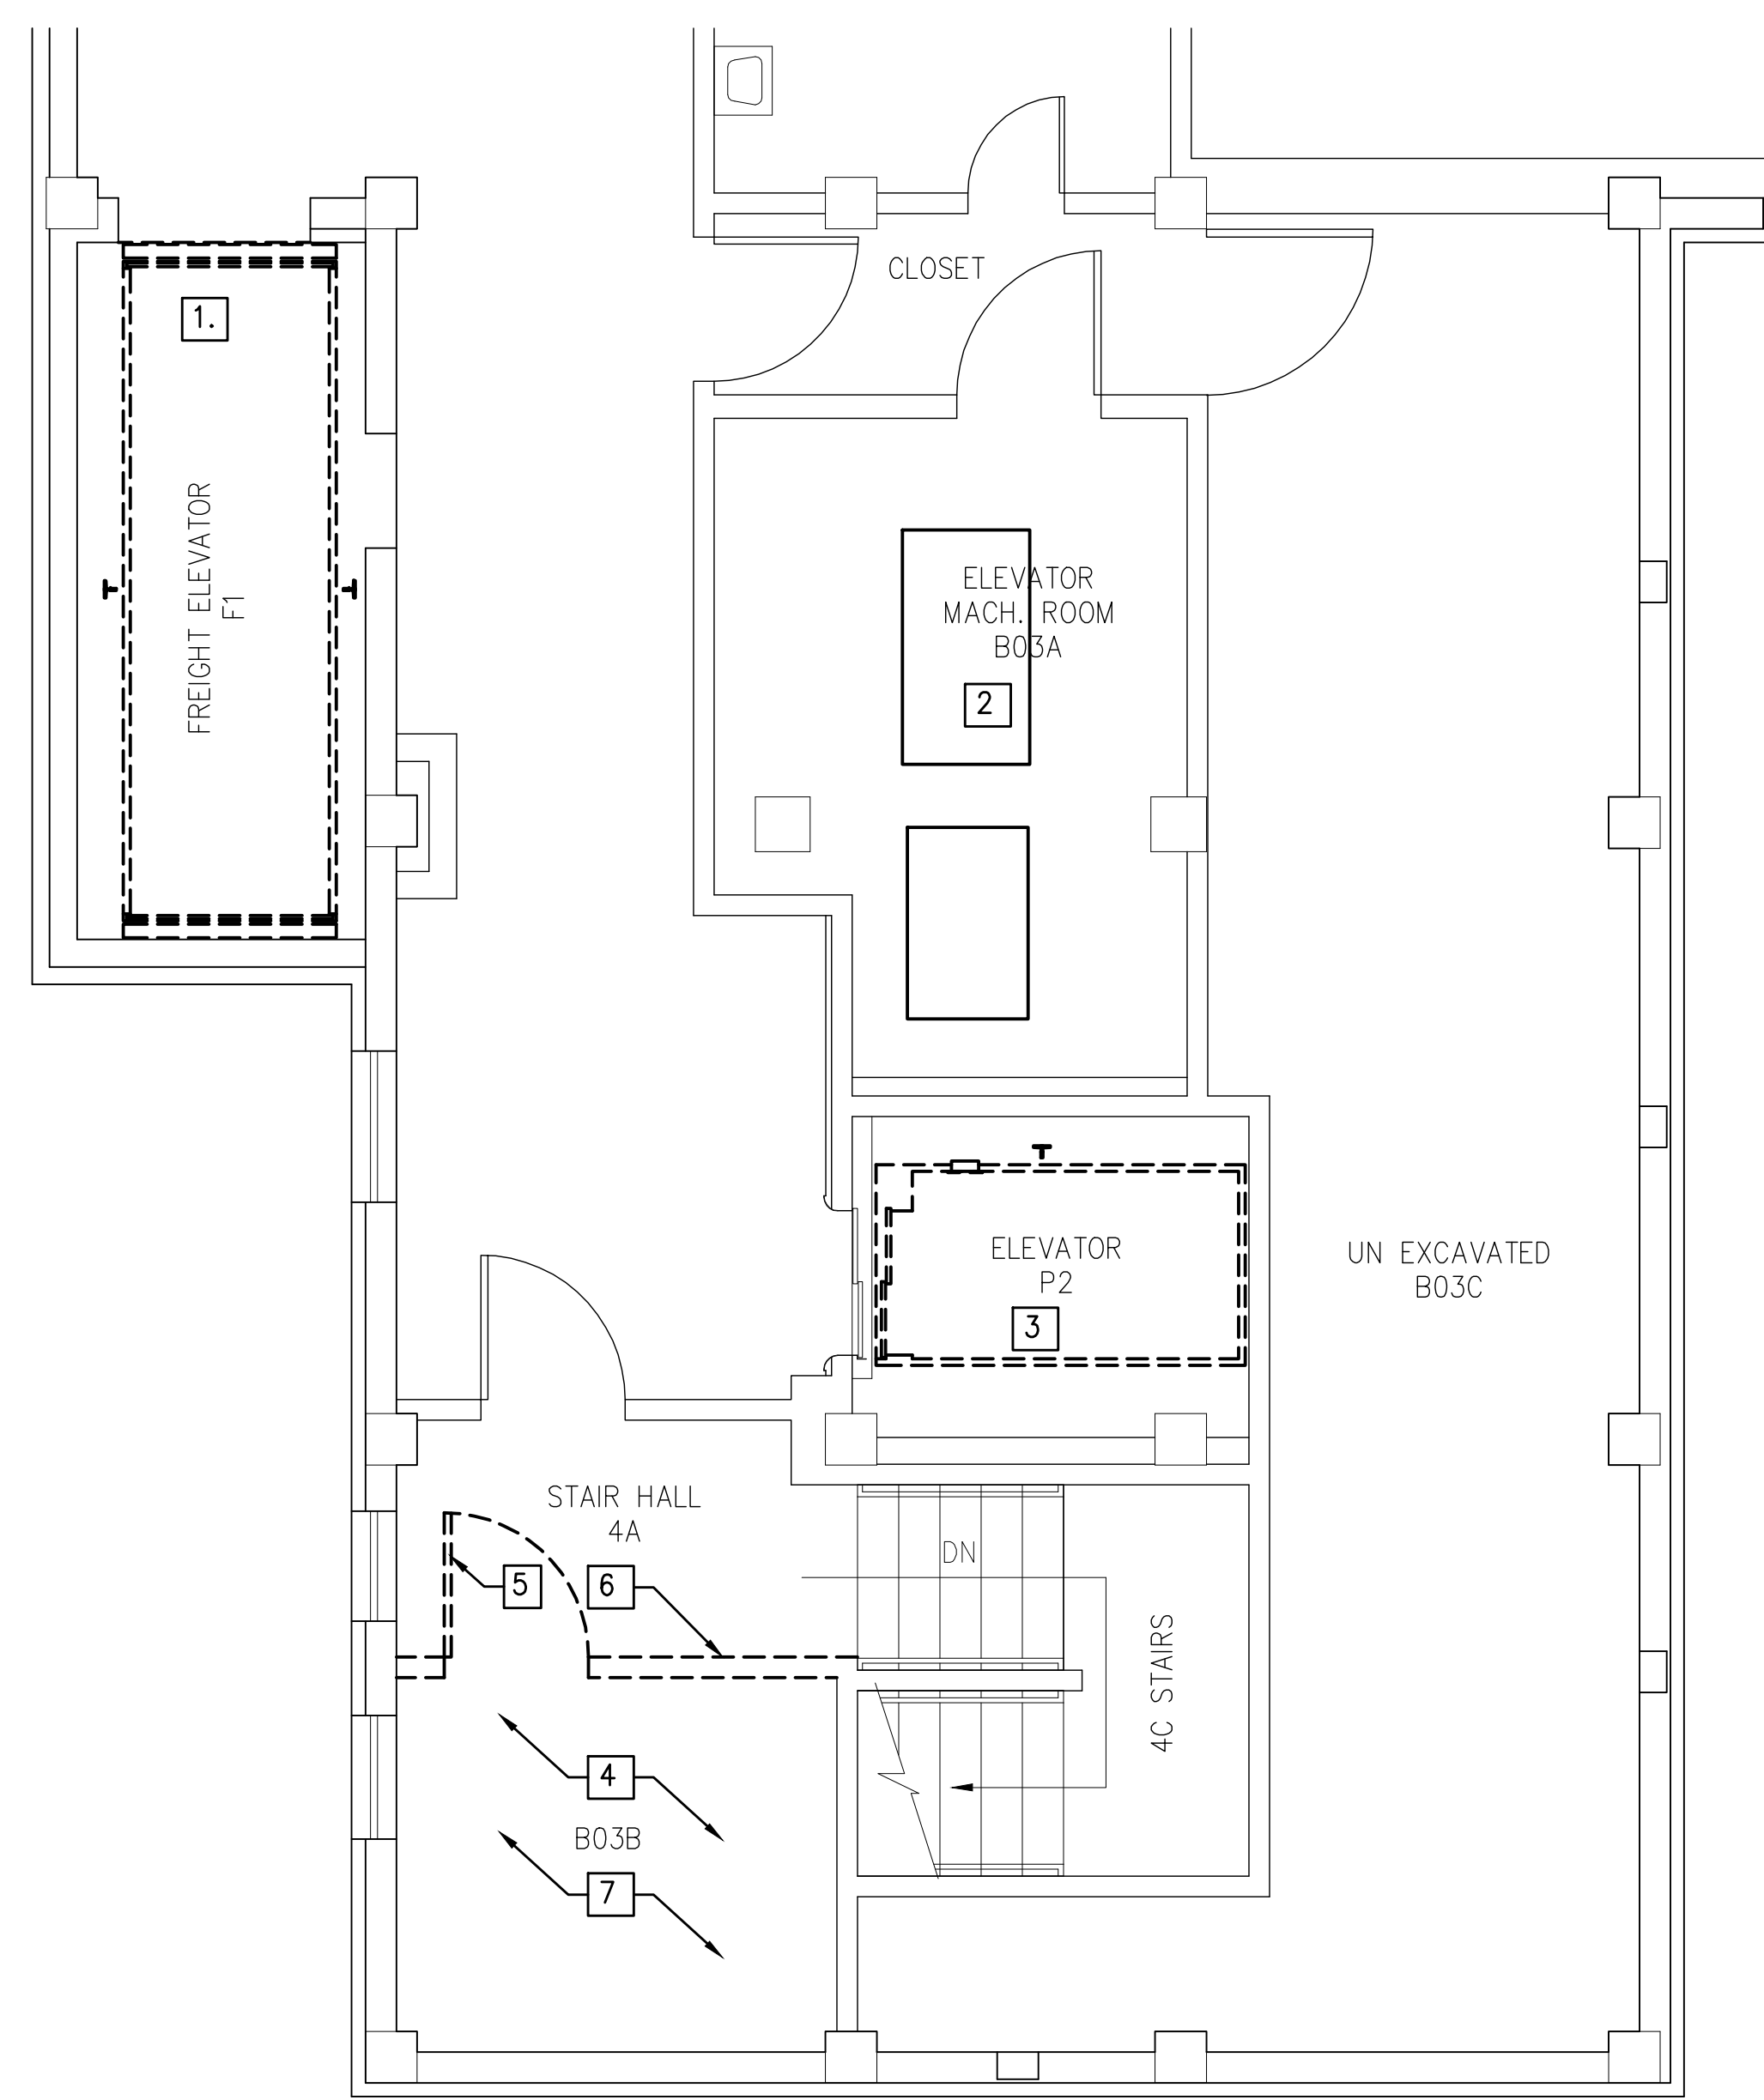 CLOSET
1.
FREIGHT ELEVATOR
F1
ELEVATOR
MACH. ROOM
B03A
2
ELEVATOR
P2
3
UN EXCAVATED
B03C
STAIR HALL
4A
DN
5
6
4C STAIRS
4
B03B
7